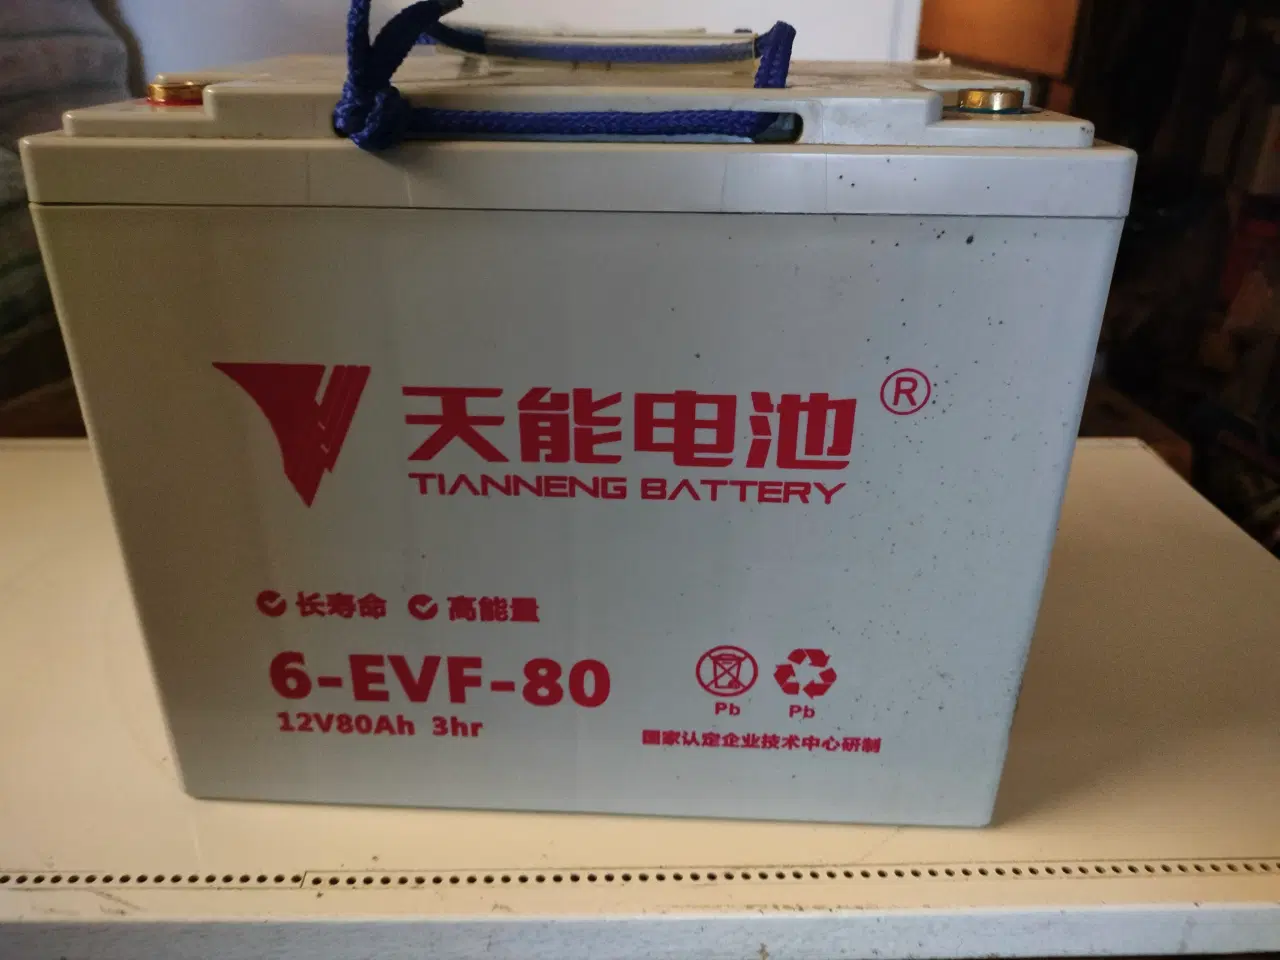 天能电池 ®
TIANNENG BATTERY
长寿命 高能量
6-EVF-80
12V80Ah 3hr
Pb Pb
国家认定企业技术中心研制